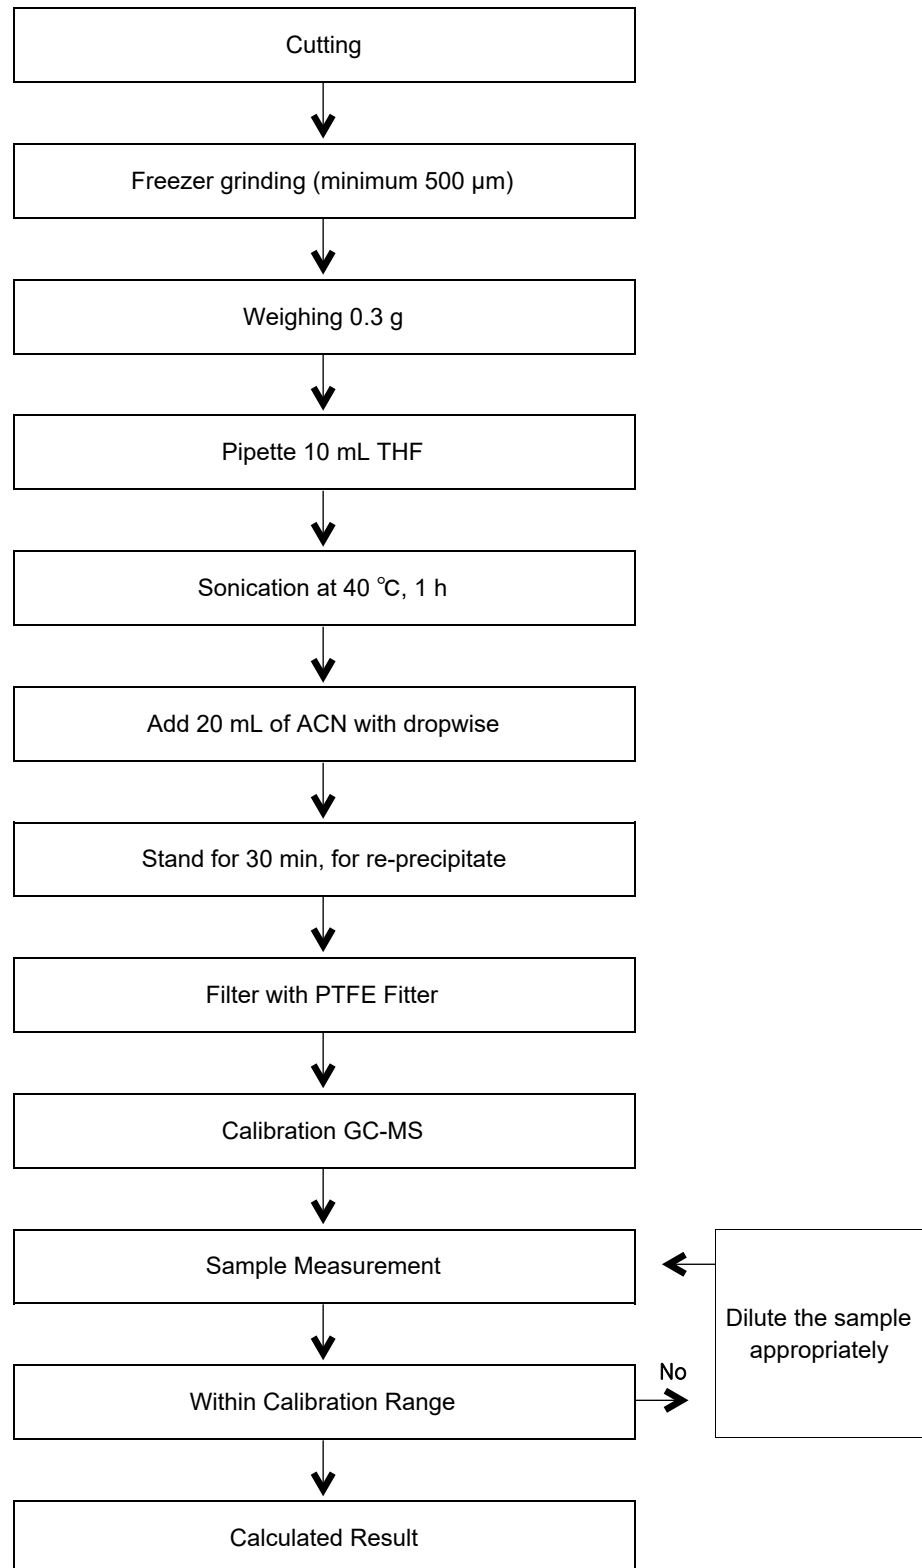 Cutting
Freezer grinding (minimum 500 µm)
Weighing 0.3 g
Pipette 10 mL THF
Sonication at 40 ℃, 1 h
Add 20 mL of ACN with dropwise
Stand for 30 min, for re-precipitate
Filter with PTFE Fitter
Calibration GC-MS
Sample Measurement
Dilute the sample
appropriately
Within Calibration Range
No
Calculated Result